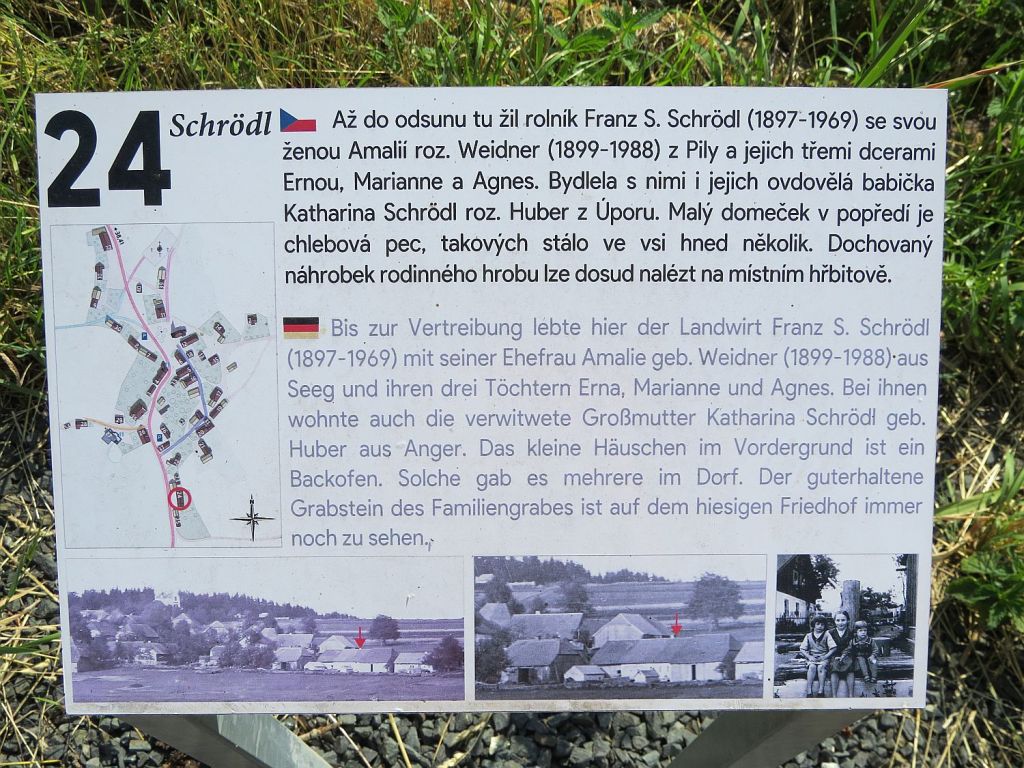 24 Schrödl
Až do odsunu tu žil rolník Franz S. Schrödl (1897-1969) se svou
ženou Amalií roz. Weidner (1899-1988) z Pily a jejich třemi dcerami
Ernou, Marianne a Agnes. Bydlela s nimi i jejich ovdovělá babička
Katharina Schrödl roz. Huber z Úporu. Malý domeček v popředí je
chlebová pec, takových stálo ve vsi hned několik. Dochovaný
náhrobek rodinného hrobu lze dosud nalézt na místním hřbitově.
Bis zur Vertreibung lebte hier der Landwirt Franz S. Schrödl
(1897-1969) mit seiner Ehefrau Amalie geb. Weidner (1899-1988) aus
Seeg und ihren drei Töchtern Erna, Marianne und Agnes. Bei ihnen
wohnte auch die verwitwete Großmutter Katharina Schrödl geb.
Huber aus Anger. Das kleine Häuschen im Vordergrund ist ein
Backofen. Solche gab es mehrere im Dorf. Der guterhaltene
Grabstein des Familiengrabes ist auf dem hiesigen Friedhof immer
noch zu sehen.